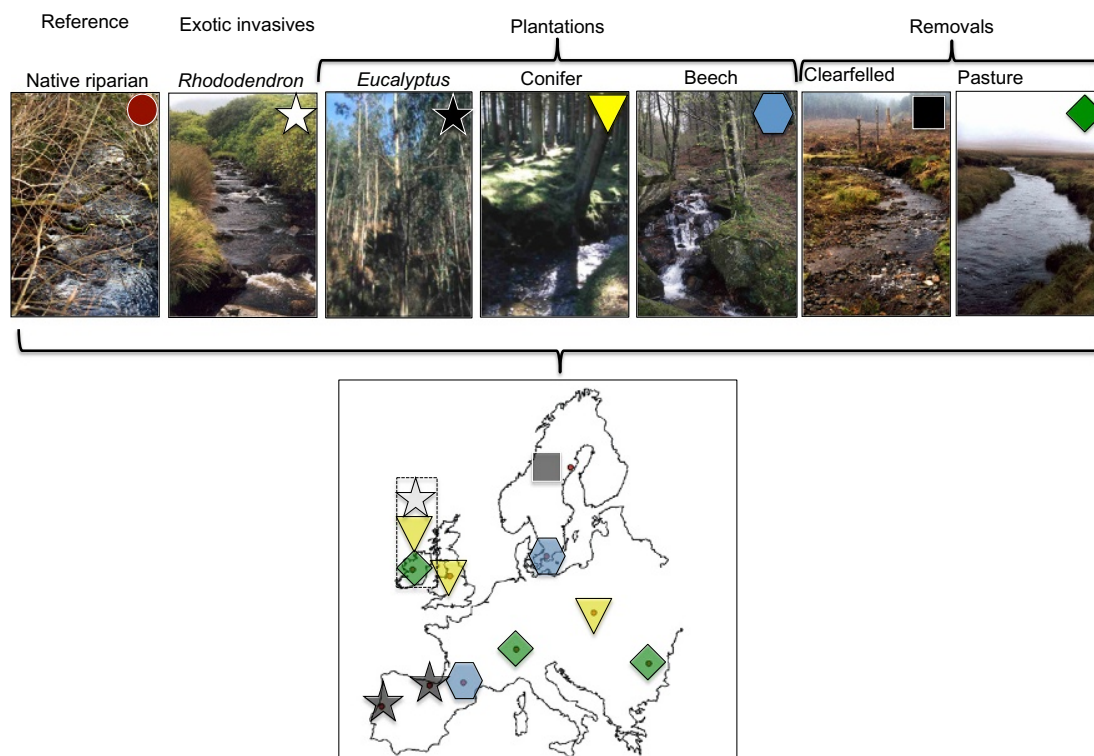 Reference
Exotic invasives
Plantations
Removals
Native riparian
Rhododendron
Eucalyptus
Conifer
Beech
Clearfelled
Pasture